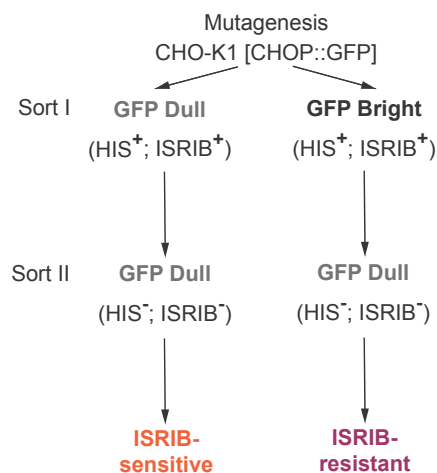 Mutagenesis
CHO-K1 [CHOP::GFP]
Sort I
GFP Dull
GFP Bright
(HIS+; ISRIB+)
(HIS+; ISRIB+)
Sort II
GFP Dull
GFP Dull
(HIS-; ISRIB-)
(HIS-; ISRIB-)
ISRIB-
sensitive
ISRIB-
resistant